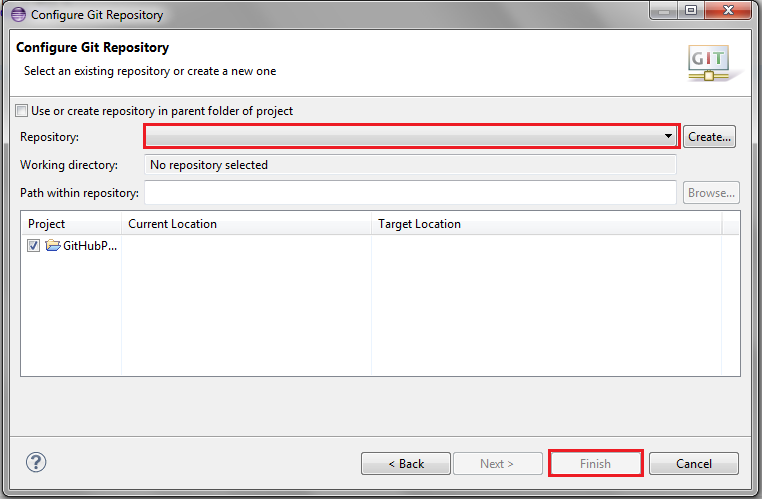 Configure Git Repository
Configure Git Repository
Select an existing repository or create a new one
GIT
Use or create repository in parent folder of project
Repository: Create...
Working directory: No repository selected
Path within repository: Browse...
Project Current Location Target Location
GitHubP...
? < Back Next > Finish Cancel